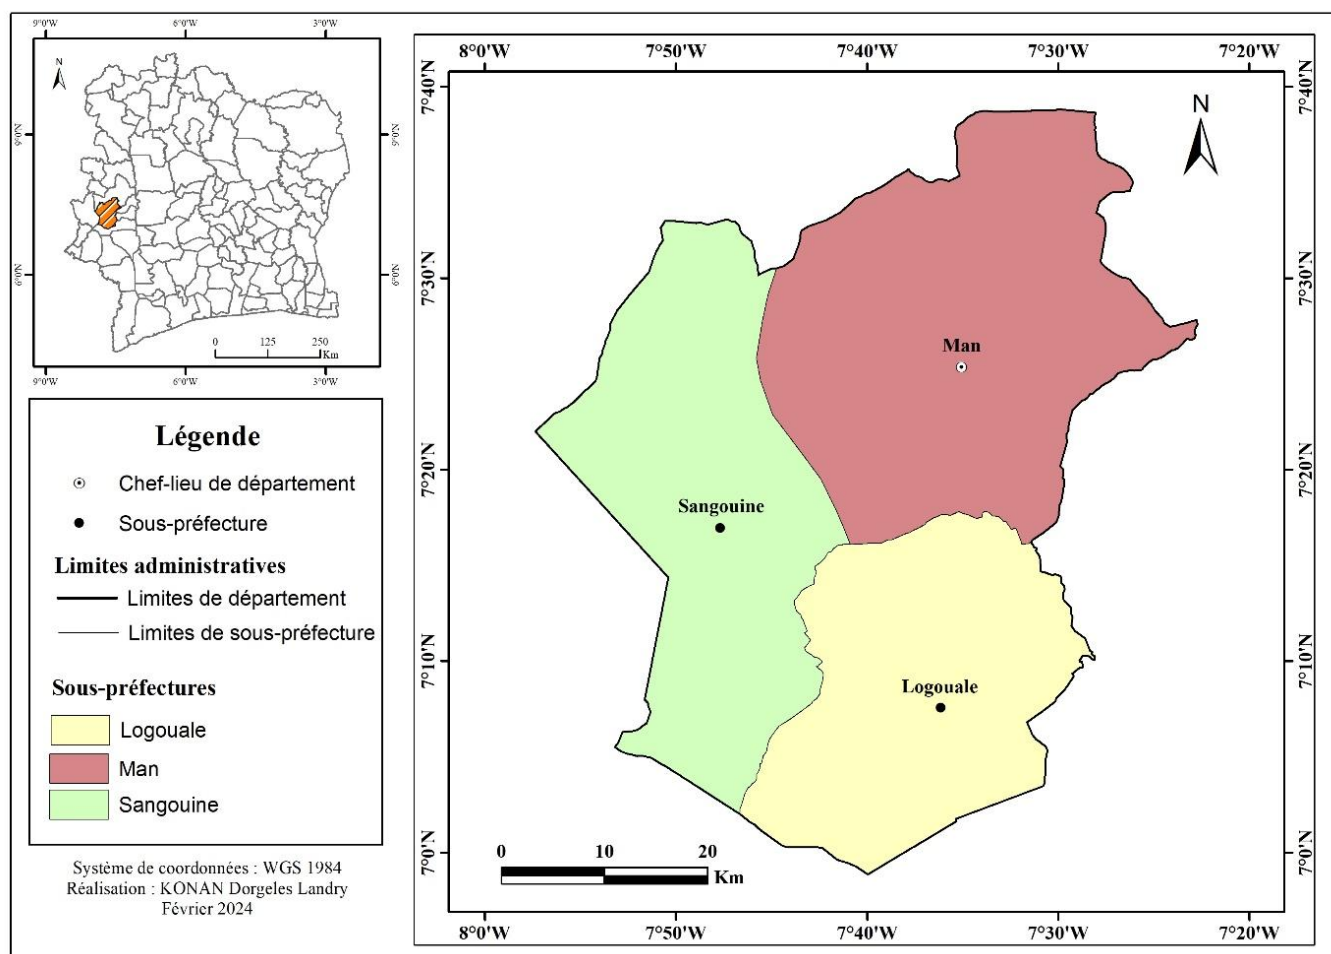 9°0'W 6°0'W 3°0'W
N
9°0'N 9°0'N
6°0'N 6°0'N
0 125 250
Km
9°0'W 6°0'W 3°0'W
Légende
Chef-lieu de département
Sous-préfecture
Limites administratives
Limites de département
Limites de sous-préfecture
Sous-préfectures
Logouale
Man
Sangouine
Système de coordonnées : WGS 1984
Réalisation : KONAN Dorgeles Landry
Février 2024
8°0'W 7°50'W 7°40'W 7°30'W 7°20'W
7°40'N 7°40'N
N
7°30'N 7°30'N
Man
7°20'N 7°20'N
Sangouine
7°10'N 7°10'N
Logouale
7°0'N 7°0'N
0 10 20
Km
8°0'W 7°50'W 7°40'W 7°30'W 7°20'W